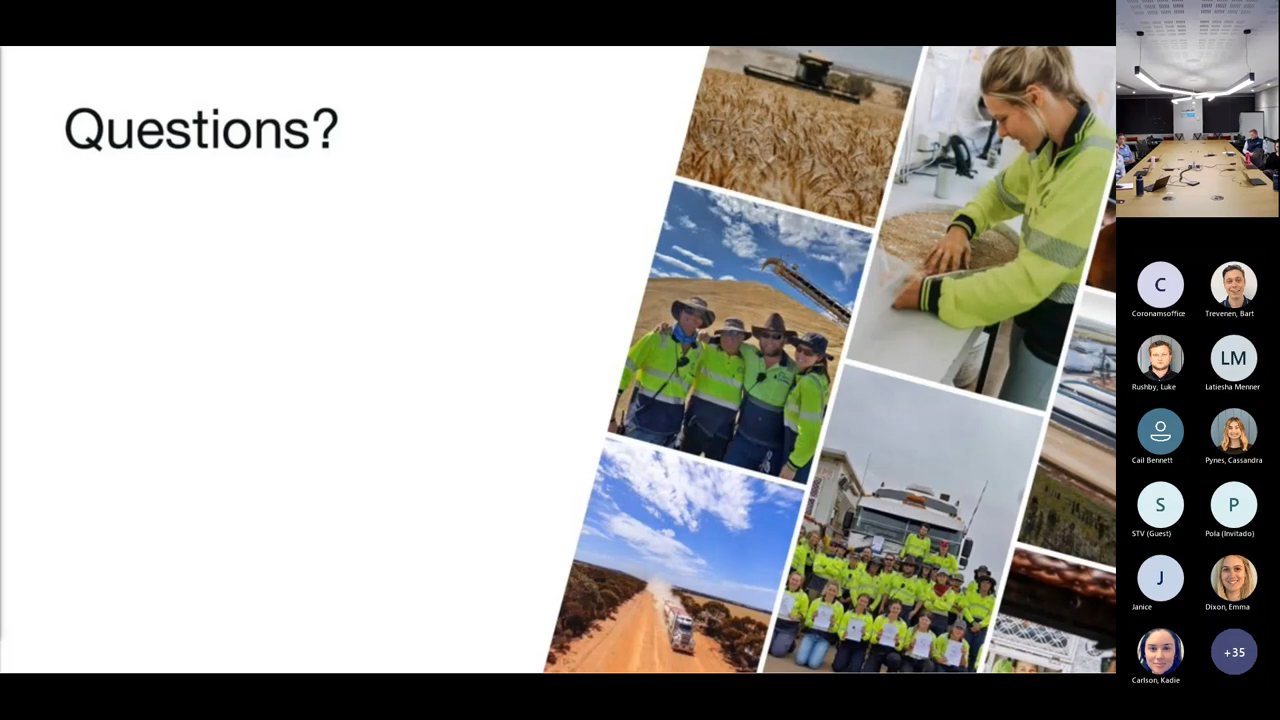 Questions?
C
Coronamsoffice
Trevenen, Bart
Rushby, Luke
LM
Latiesha Menner
Cail Bennett
Pynes, Cassandra
S
STV (Guest)
P
Pola (Invitado)
J
Janice
Dixon, Emma
Carlson, Kadie
+35